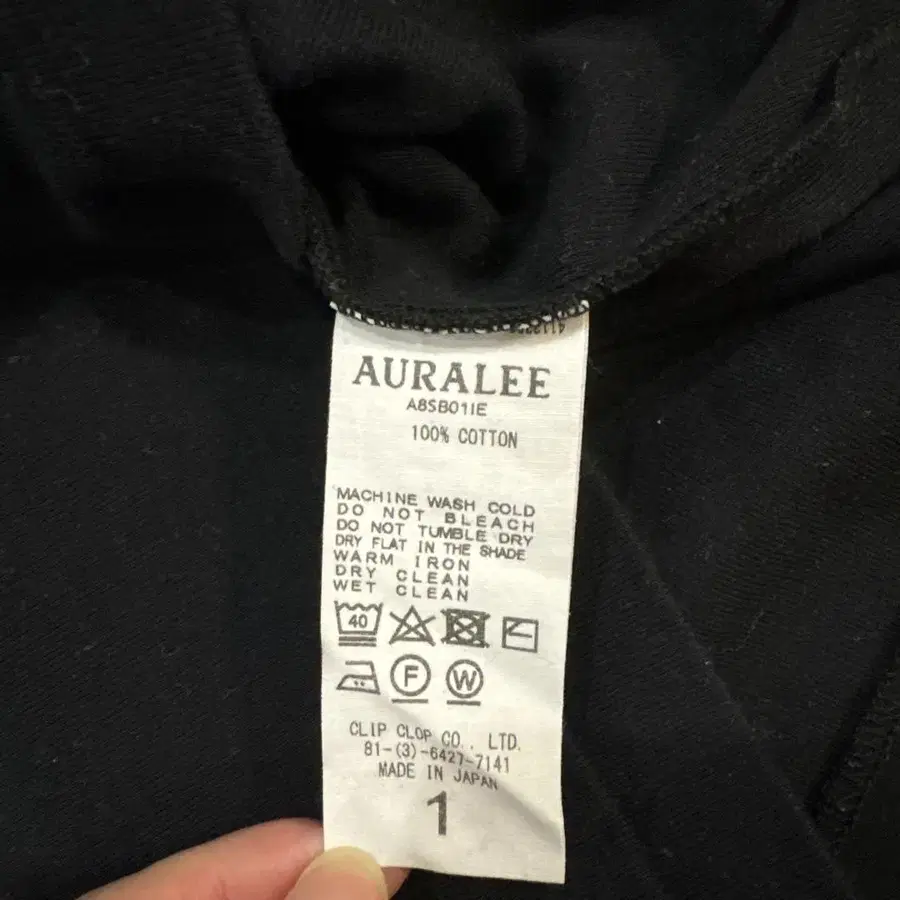 AURALEE
A8SB01IE
100% COTTON
MACHINE WASH COLD
DO NOT BLEACH
DO NOT TUMBLE DRY
DRY FLAT IN THE SHADE
WARM IRON
DRY CLEAN
WET CLEAN
40
F W
CLIP CLOP CO., LTD.
81-(3)-6427-7141
MADE IN JAPAN
1